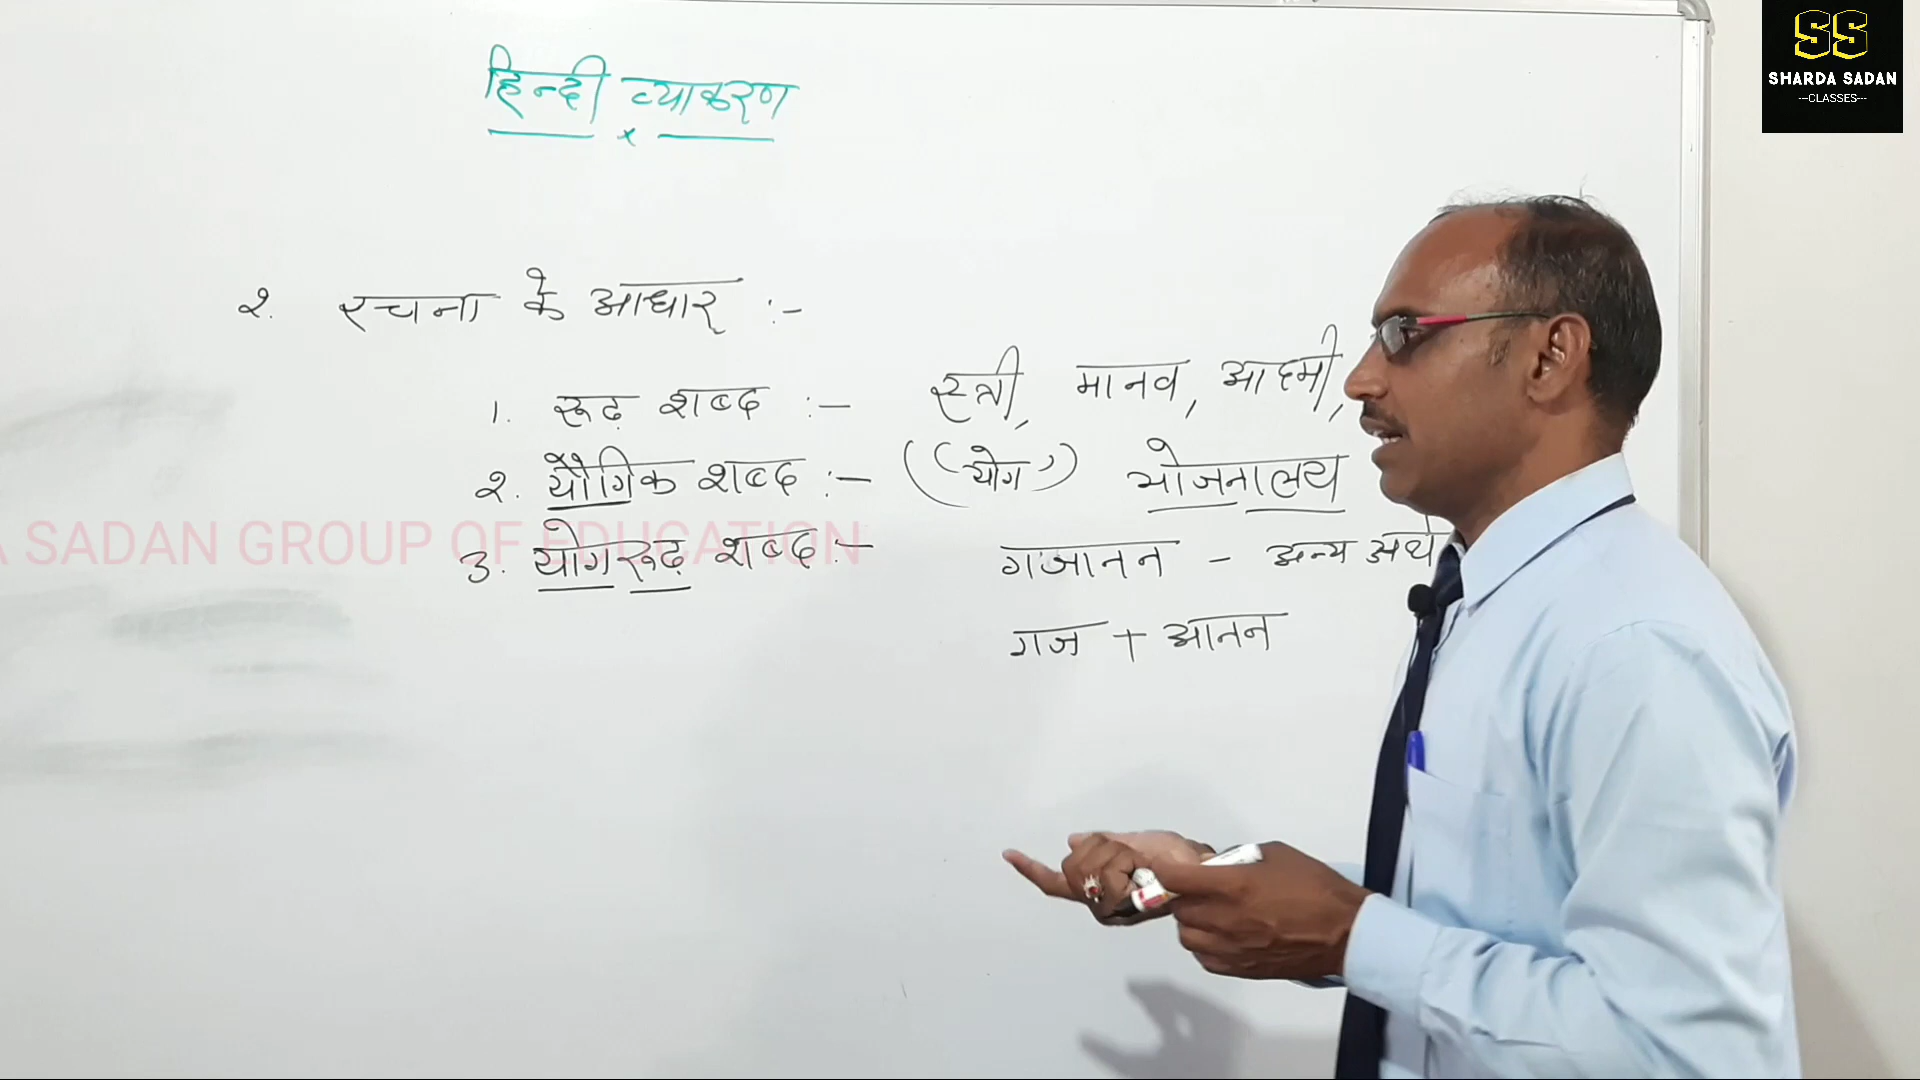 SS
SHARDA SADAN
---CLASSES---
हिन्दी व्याकरण
२. रचना के आधार :-
1. रूढ़ शब्द :- स्त्री, मानव, आदमी,
२. यौगिक शब्द :- ((योग)) भोजनालय
3. योगरूढ़ शब्द :- गजानन - अन्य अर्थ
गज + आनन
SADAN GROUP OF EDUCATION